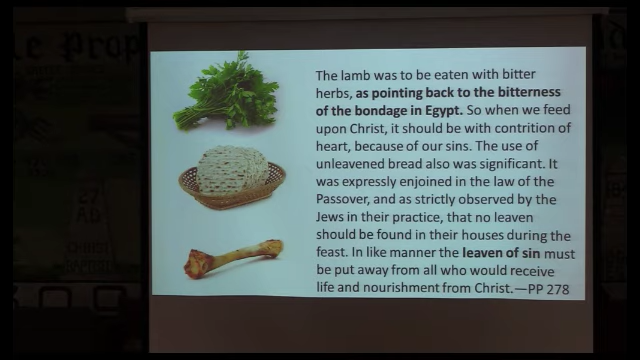 The lamb was to be eaten with bitter
herbs, as pointing back to the bitterness
of the bondage in Egypt. So when we feed
upon Christ, it should be with contrition of
heart, because of our sins. The use of
unleavened bread also was significant. It
was expressly enjoined in the law of the
Passover, and as strictly observed by the
Jews in their practice, that no leaven
should be found in their houses during the
feast. In like manner the leaven of sin must
be put away from all who would receive
life and nourishment from Christ.—PP 278
27
AD
CHRIST